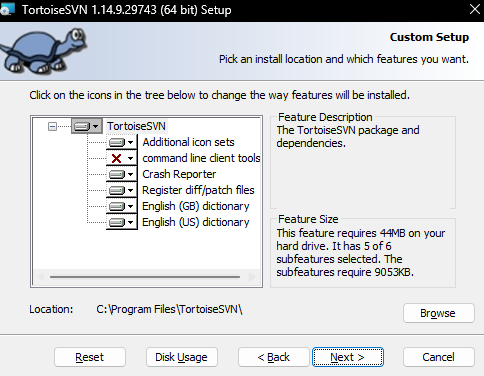 TortoiseSVN 1.14.9.29743 (64 bit) Setup
Custom Setup
Pick an install location and which features you want.
Click on the icons in the tree below to change the way features will be installed.
TortoiseSVN
Additional icon sets
command line client tools
Crash Reporter
Register diff/patch files
English (GB) dictionary
English (US) dictionary
Feature Description
The TortoiseSVN package and
dependencies.
Feature Size
This feature requires 44MB on your
hard drive. It has 5 of 6
subfeatures selected. The
subfeatures require 9053KB.
Location: C:\Program Files\TortoiseSVN\
Browse
Reset Disk Usage < Back Next > Cancel